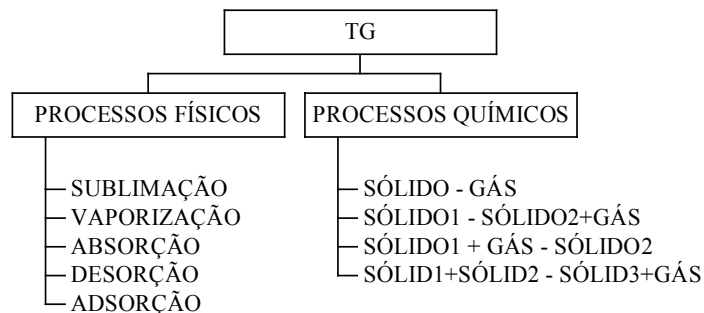 TG
PROCESSOS FÍSICOS
PROCESSOS QUÍMICOS
SUBLIMAÇÃO
VAPORIZAÇÃO
ABSORÇÃO
DESORÇÃO
ADSORÇÃO
SÓLIDO - GÁS
SÓLIDO1 - SÓLIDO2+GÁS
SÓLIDO1 + GÁS - SÓLIDO2
SÓLID1+SÓLID2 - SÓLID3+GÁS